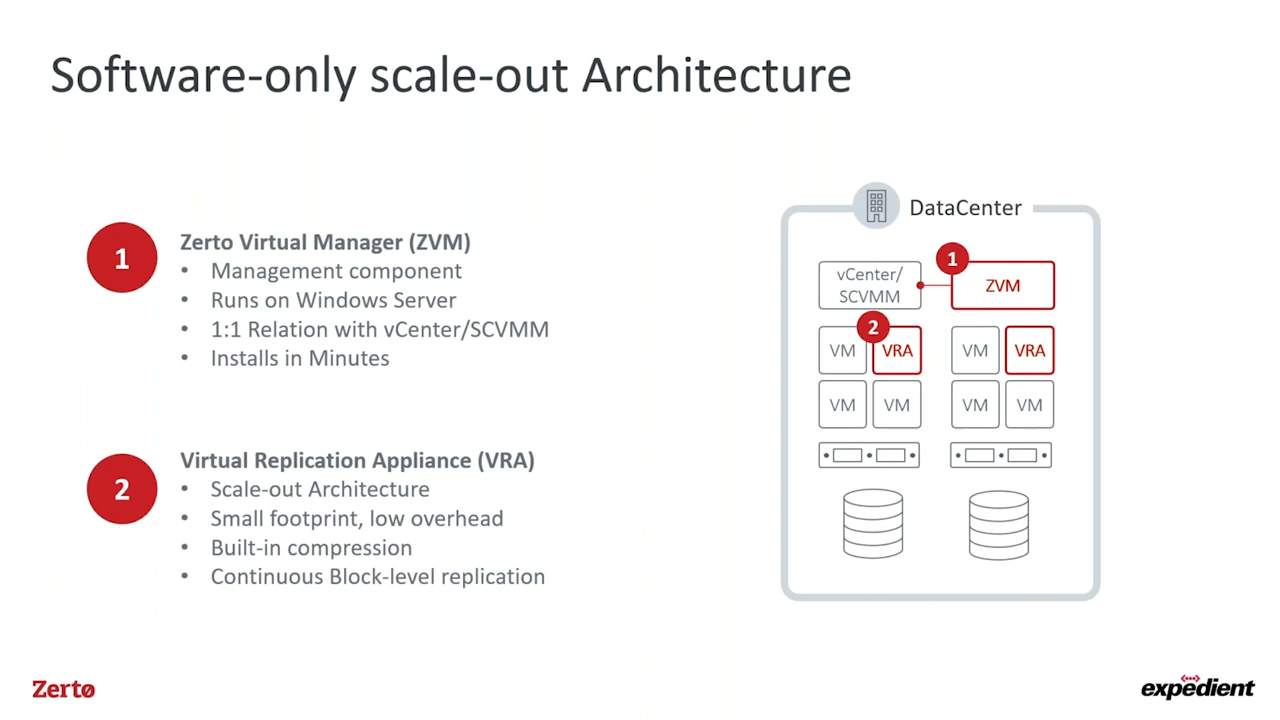 Software-only scale-out Architecture
1
Zerto Virtual Manager (ZVM)
• Management component
• Runs on Windows Server
• 1:1 Relation with vCenter/SCVMM
• Installs in Minutes
2
Virtual Replication Appliance (VRA)
• Scale-out Architecture
• Small footprint, low overhead
• Built-in compression
• Continuous Block-level replication
DataCenter
vCenter/
SCVMM
1
ZVM
2
VM VRA VM VRA
VM VM VM VM
Zerto
expedient